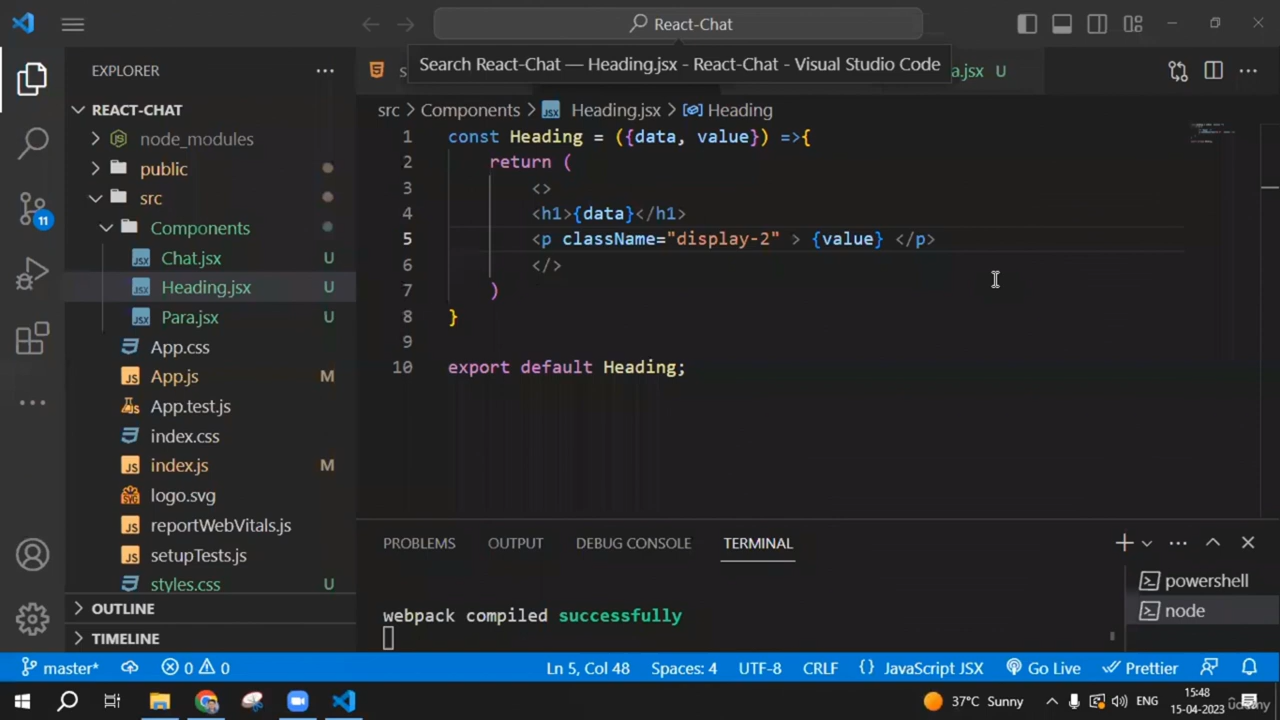 React-Chat
EXPLORER
Search React-Chat — Heading.jsx - React-Chat - Visual Studio Code
U
REACT-CHAT
src > Components > Heading.jsx > Heading
node_modules
public
src
Components
Chat.jsx U
Heading.jsx U
Para.jsx U
App.css
App.js M
App.test.js
index.css
index.js M
logo.svg
reportWebVitals.js
setupTests.js
styles.css U
OUTLINE
TIMELINE
11
1 const Heading = ({data, value}) =>{
2 return (
3 <>
4 <h1>{data}</h1>
5 <p className="display-2" > {value} </p>
6 </>
7 )
8 }
9
10 export default Heading;
PROBLEMS OUTPUT DEBUG CONSOLE TERMINAL
webpack compiled successfully
powershell
node
master* 0 0 Ln 5, Col 48 Spaces: 4 UTF-8 CRLF {} JavaScript JSX Go Live Prettier
37°C Sunny ENG
15:48
15-04-2023